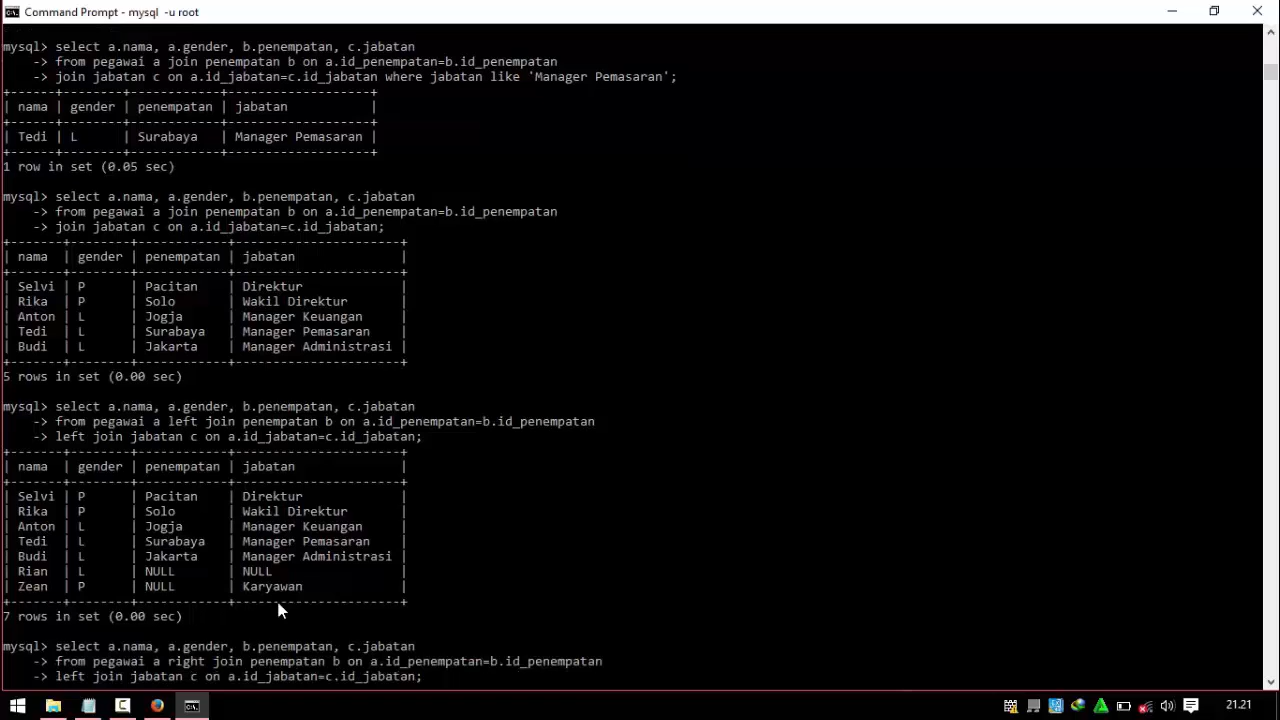 Command Prompt - mysql  -u root
mysql> select a.nama, a.gender, b.penempatan, c.jabatan
    -> from pegawai a join penempatan b on a.id_penempatan=b.id_penempatan
    -> join jabatan c on a.id_jabatan=c.id_jabatan where jabatan like 'Manager Pemasaran';
+------+--------+------------+-------------------+
| nama | gender | penempatan | jabatan           |
+------+--------+------------+-------------------+
| Tedi | L      | Surabaya   | Manager Pemasaran |
+------+--------+------------+-------------------+
1 row in set (0.05 sec)
mysql> select a.nama, a.gender, b.penempatan, c.jabatan
    -> from pegawai a join penempatan b on a.id_penempatan=b.id_penempatan
    -> join jabatan c on a.id_jabatan=c.id_jabatan;
+-------+--------+------------+----------------------+
| nama  | gender | penempatan | jabatan              |
+-------+--------+------------+----------------------+
| Selvi | P      | Pacitan    | Direktur             |
| Rika  | P      | Solo       | Wakil Direktur       |
| Anton | L      | Jogja      | Manager Keuangan     |
| Tedi  | L      | Surabaya   | Manager Pemasaran    |
| Budi  | L      | Jakarta    | Manager Administrasi |
+-------+--------+------------+----------------------+
5 rows in set (0.00 sec)
mysql> select a.nama, a.gender, b.penempatan, c.jabatan
    -> from pegawai a left join penempatan b on a.id_penempatan=b.id_penempatan
    -> left join jabatan c on a.id_jabatan=c.id_jabatan;
+-------+--------+------------+----------------------+
| nama  | gender | penempatan | jabatan              |
+-------+--------+------------+----------------------+
| Selvi | P      | Pacitan    | Direktur             |
| Rika  | P      | Solo       | Wakil Direktur       |
| Anton | L      | Jogja      | Manager Keuangan     |
| Tedi  | L      | Surabaya   | Manager Pemasaran    |
| Budi  | L      | Jakarta    | Manager Administrasi |
| Rian  | L      | NULL       | NULL                 |
| Zean  | P      | NULL       | Karyawan             |
+-------+--------+------------+----------------------+
7 rows in set (0.00 sec)
mysql> select a.nama, a.gender, b.penempatan, c.jabatan
    -> from pegawai a right join penempatan b on a.id_penempatan=b.id_penempatan
    -> left join jabatan c on a.id_jabatan=c.id_jabatan;
21.21